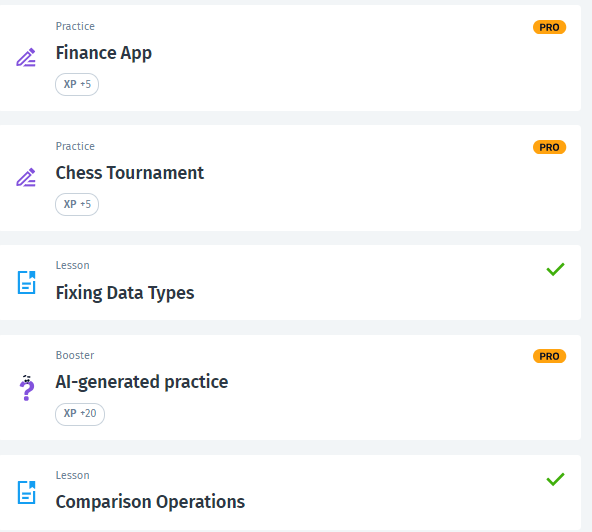 Practice
PRO
Finance App
XP +5
Practice
PRO
Chess Tournament
XP +5
Lesson
Fixing Data Types
Booster
PRO
AI-generated practice
XP +20
Lesson
Comparison Operations